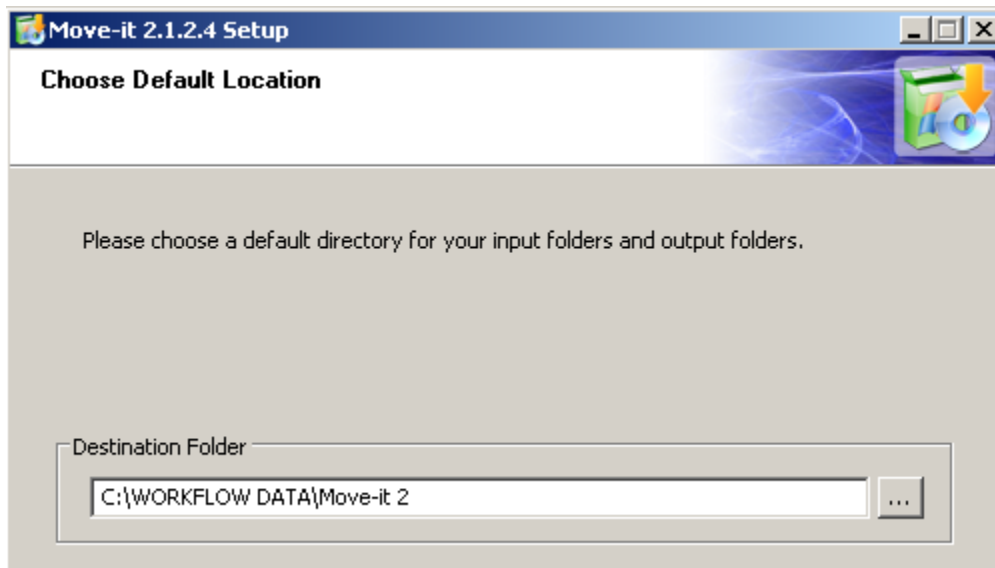 Move-it 2.1.2.4 Setup
Choose Default Location
Please choose a default directory for your input folders and output folders.
Destination Folder
C:\WORKFLOW DATA\Move-it 2
...